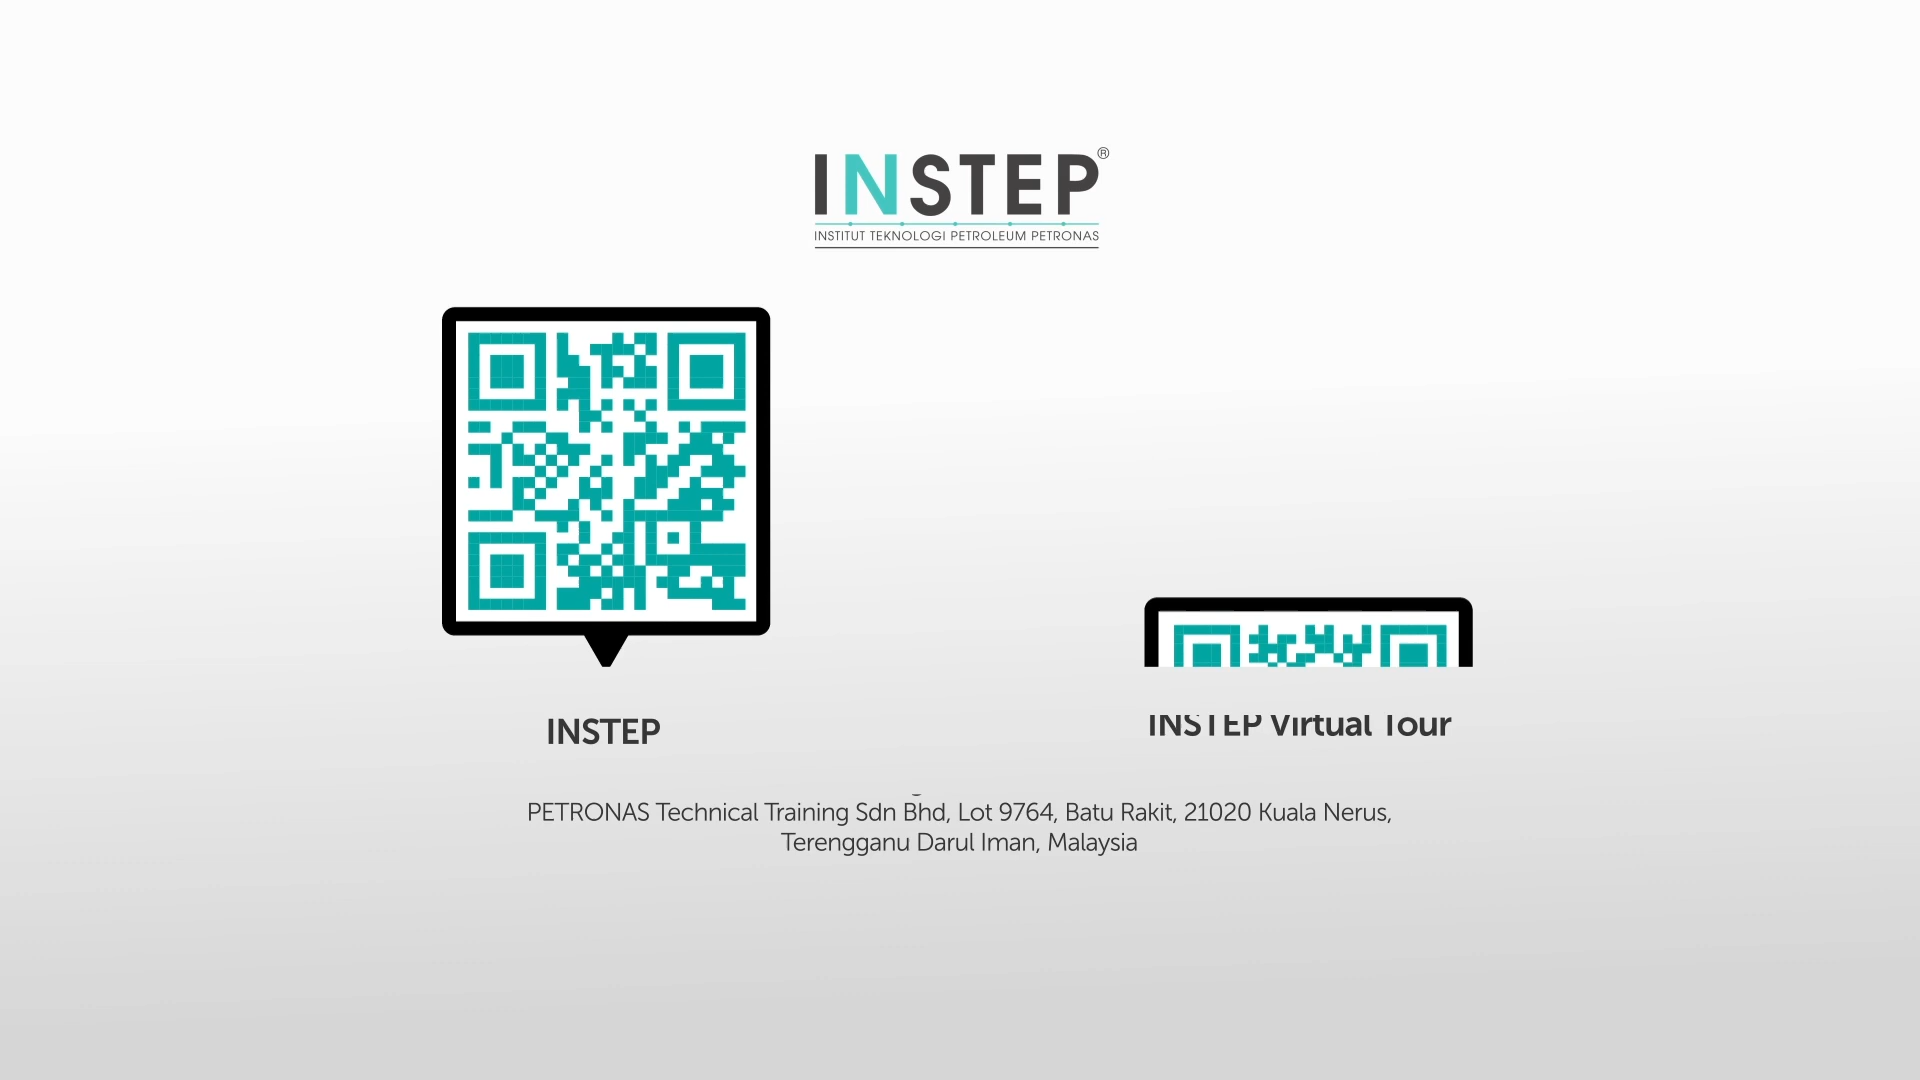 INSTEP®
INSTITUT TEKNOLOGI PETROLEUM PETRONAS
INSTEP
INSTEP Virtual Tour
PETRONAS Technical Training Sdn Bhd, Lot 9764, Batu Rakit, 21020 Kuala Nerus,
Terengganu Darul Iman, Malaysia